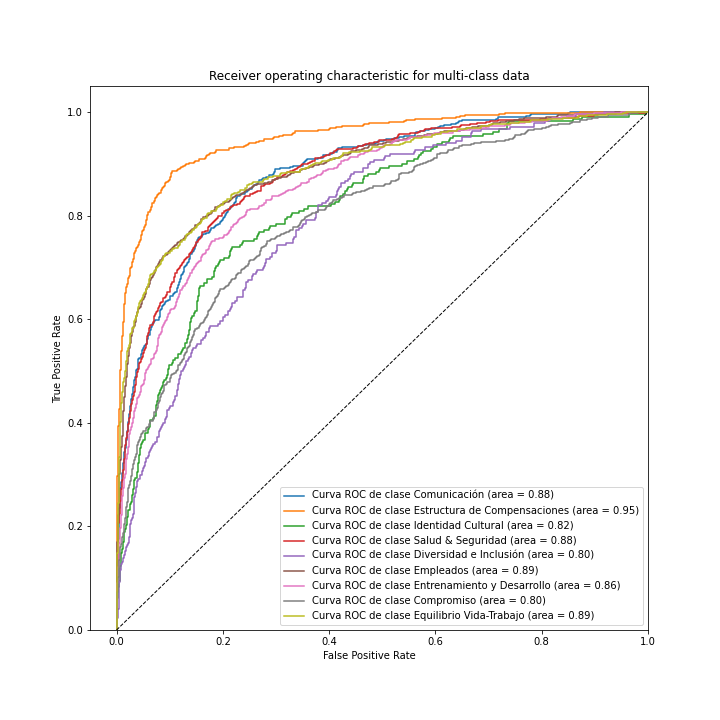 Receiver operating characteristic for multi-class data
1.0
0.8
0.6
0.4
0.2
0.0
True Positive Rate
Curva ROC de clase Comunicación (area = 0.88)
Curva ROC de clase Estructura de Compensaciones (area = 0.95)
Curva ROC de clase Identidad Cultural (area = 0.82)
Curva ROC de clase Salud & Seguridad (area = 0.88)
Curva ROC de clase Diversidad e Inclusión (area = 0.80)
Curva ROC de clase Empleados (area = 0.89)
Curva ROC de clase Entrenamiento y Desarrollo (area = 0.86)
Curva ROC de clase Compromiso (area = 0.80)
Curva ROC de clase Equilibrio Vida-Trabajo (area = 0.89)
0.0 0.2 0.4 0.6 0.8 1.0
False Positive Rate